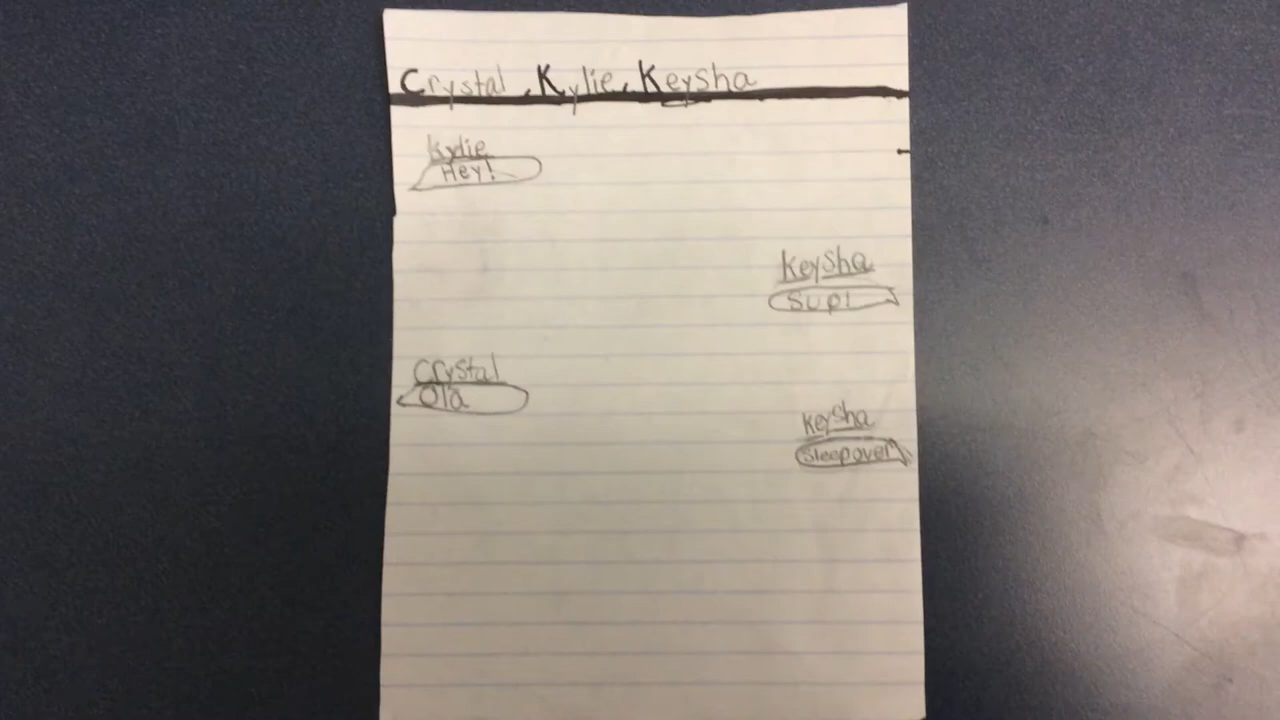 Crystal, Kylie, Keysha
Kylie
Hey!
Keysha
Sup!
Crystal
Ola
Keysha
Sleepover